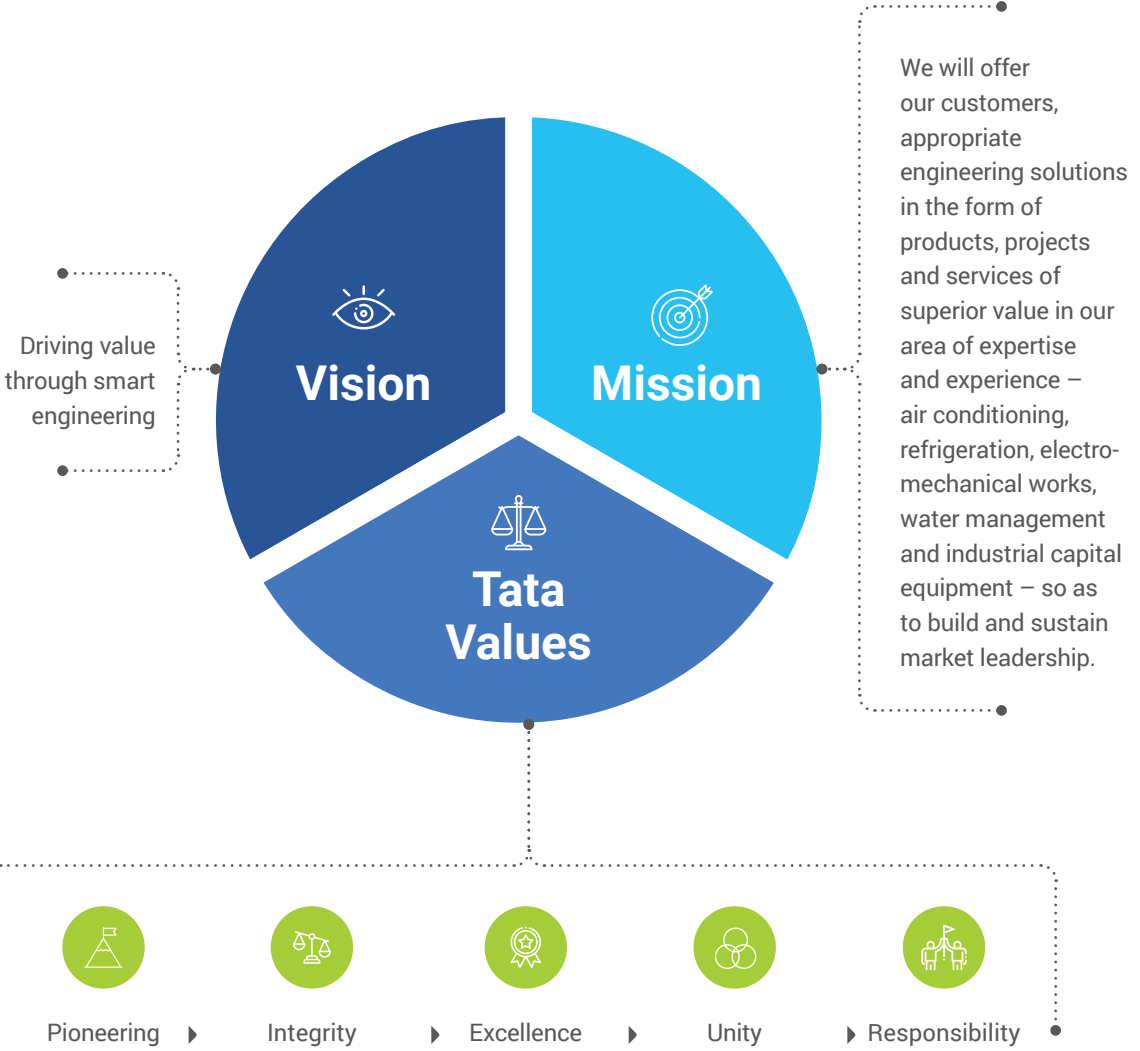 Vision
Driving value
through smart
engineering
Mission
We will offer
our customers,
appropriate
engineering solutions
in the form of
products, projects
and services of
superior value in our
area of expertise
and experience –
air conditioning,
refrigeration, electro-
mechanical works,
water management
and industrial capital
equipment – so as
to build and sustain
market leadership.
Tata
Values
Pioneering
Integrity
Excellence
Unity
Responsibility